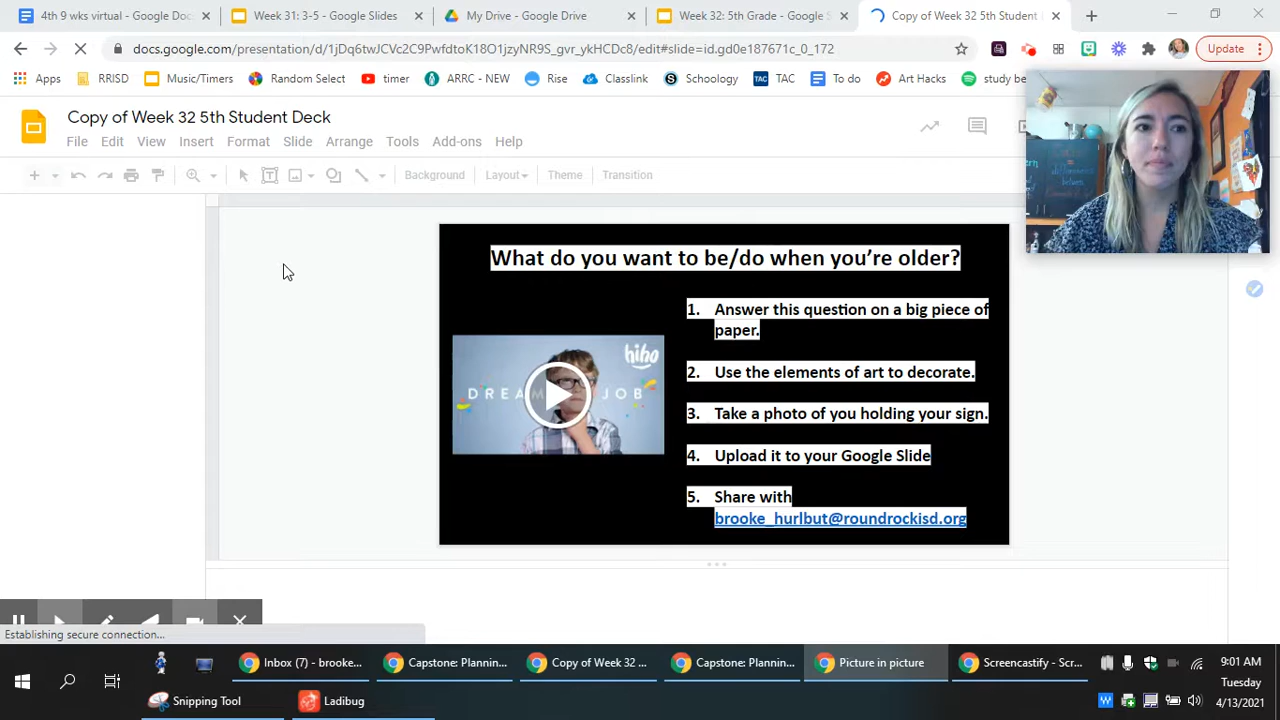 4th 9 wks virtual - Google Doc
Week 31: 3-5 - Google Slide
My Drive - Google Drive
Week 32: 5th Grade - Google S
Copy of Week 32 5th Student
docs.google.com/presentation/d/1jDq6twJCVc2C9PwfdtoK18O1jzyNR9S_gvr_ykHCDc8/edit#slide=id.gd0e187671c_0_172
Update
Apps
RRISD
Music/Timers
Random Select
timer
ARRC - NEW
Rise
Classlink
Schoology
TAC
TAC
To do
Art Hacks
study be
Copy of Week 32 5th Student Deck
File Edit View Insert Format Slide Arrange Tools Add-ons Help
Background
Layout
Theme
Transition
What do you want to be/do when you're older?
1. Answer this question on a big piece of
paper.
2. Use the elements of art to decorate.
3. Take a photo of you holding your sign.
4. Upload it to your Google Slide
5. Share with
brooke_hurlbut@roundrockisd.org
hiho
DREAM JOB
Establishing secure connection...
Inbox (7) - brooke...
Capstone: Plannin...
Copy of Week 32 ...
Capstone: Plannin...
Picture in picture
Screencastify - Scr...
9:01 AM
Tuesday
4/13/2021
Snipping Tool
Ladibug